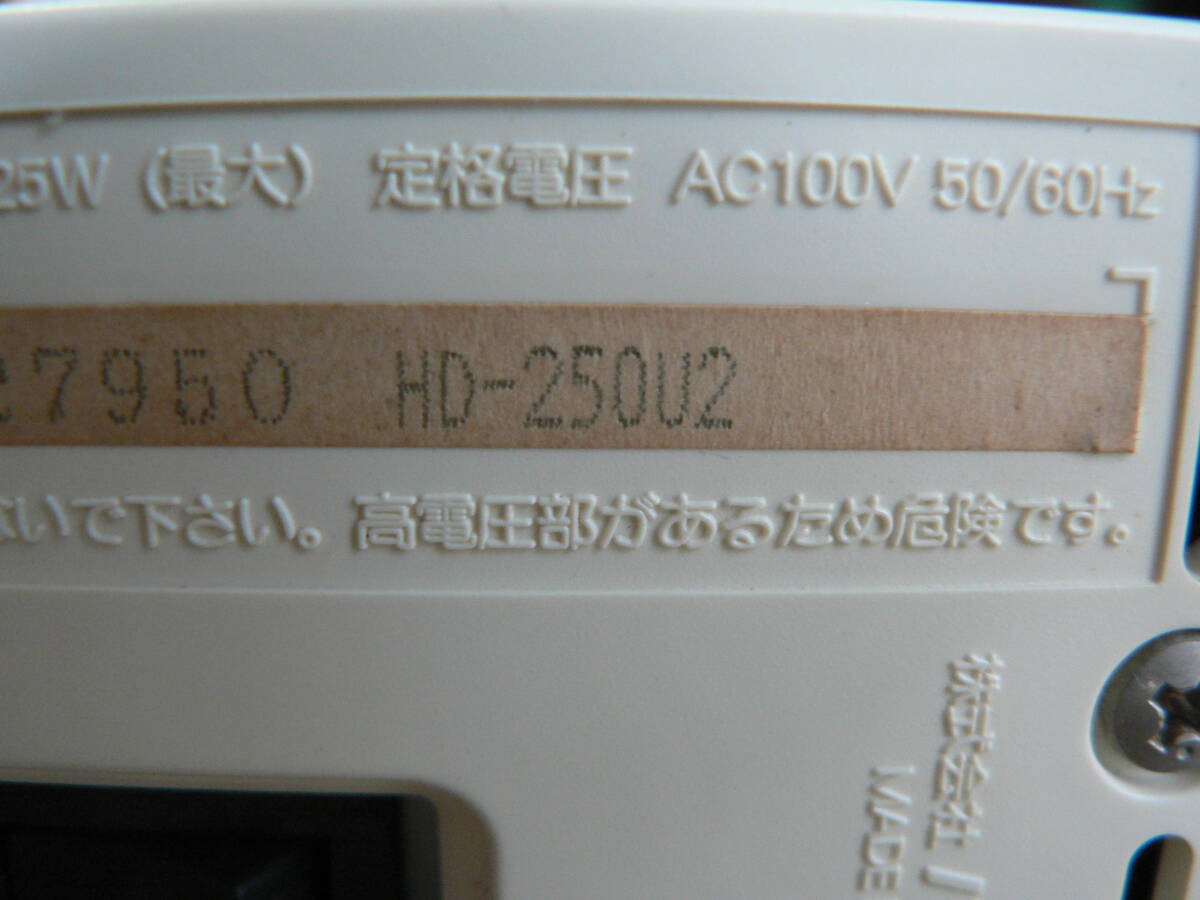 25W (最大) 定格電圧 AC100V 50/60Hz
7950 HD-250U2
ないで下さい。高電圧部があるため危険です。
株式会社
MADE